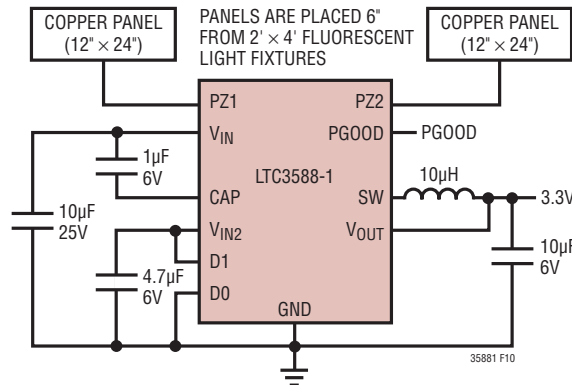 COPPER PANEL
(12" × 24")
PANELS ARE PLACED 6"
FROM 2' × 4' FLUORESCENT
LIGHT FIXTURES
COPPER PANEL
(12" × 24")
PZ1
PZ2
VIN
PGOOD
PGOOD
1µF
6V
LTC3588-1
10µH
CAP
SW
3.3V
10µF
25V
VIN2
VOUT
10µF
6V
4.7µF
6V
D1
D0
GND
35881 F10